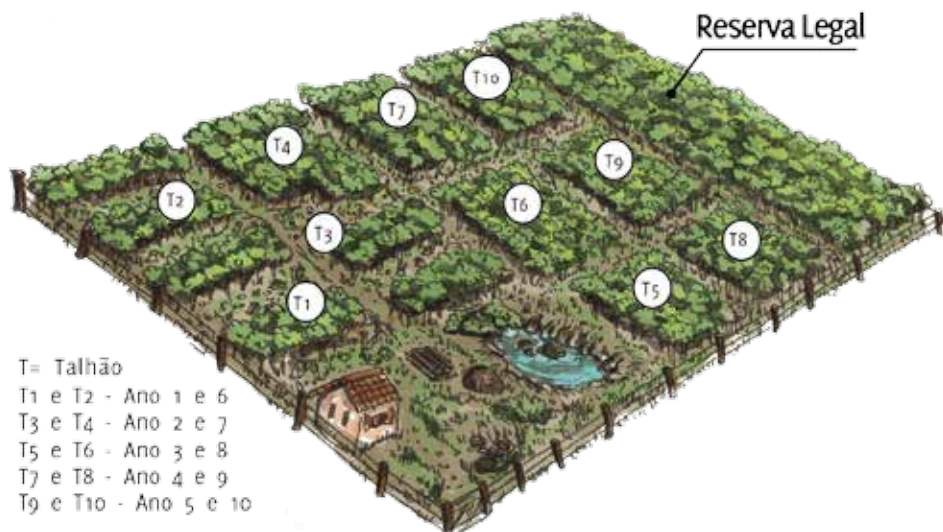 Reserva Legal
T10
T7
T4
T9
T2
T6
T3
T8
T5
T1
T= Talhão
T1 e T2 - Ano 1 e 6
T3 e T4 - Ano 2 e 7
T5 e T6 - Ano 3 e 8
T7 e T8 - Ano 4 e 9
T9 e T10 - Ano 5 e 10